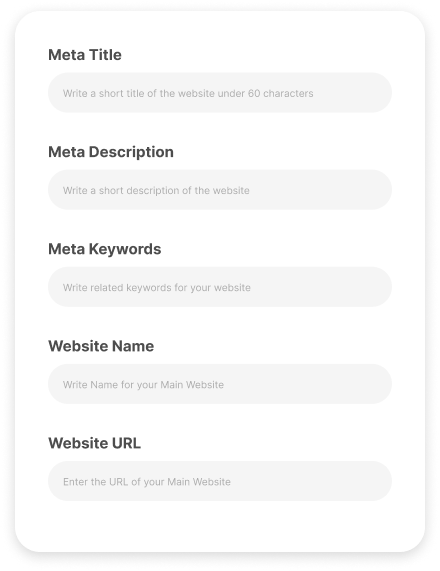 Meta Title
Write a short title of the website under 60 characters
Meta Description
Write a short description of the website
Meta Keywords
Write related keywords for your website
Website Name
Write Name for your Main Website
Website URL
Enter the URL of your Main Website